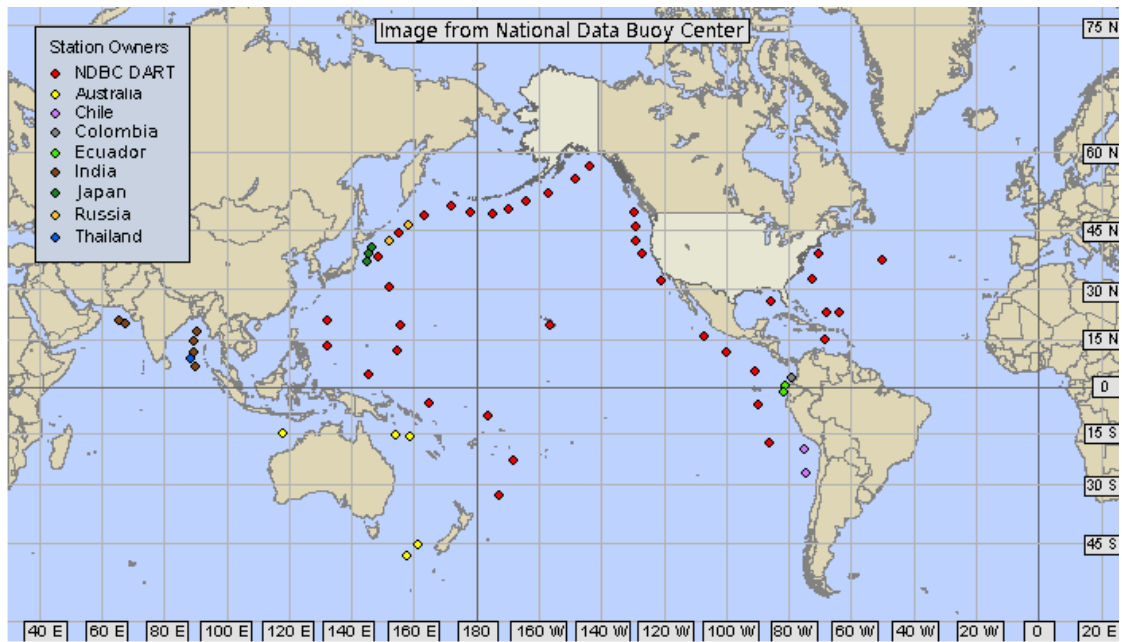 Image from National Data Buoy Center
75 N
Station Owners
NDBC DART
Australia
Chile
Colombia
Ecuador
India
Japan
Russia
Thailand
60 N
45 N
30 N
15 N
0
15 S
30 S
45 S
40 E 60 E 80 E 100 E 120 E 140 E 160 E 180 160 W 140 W 120 W 100 W 80 W 60 W 40 W 20 W 0 20 E